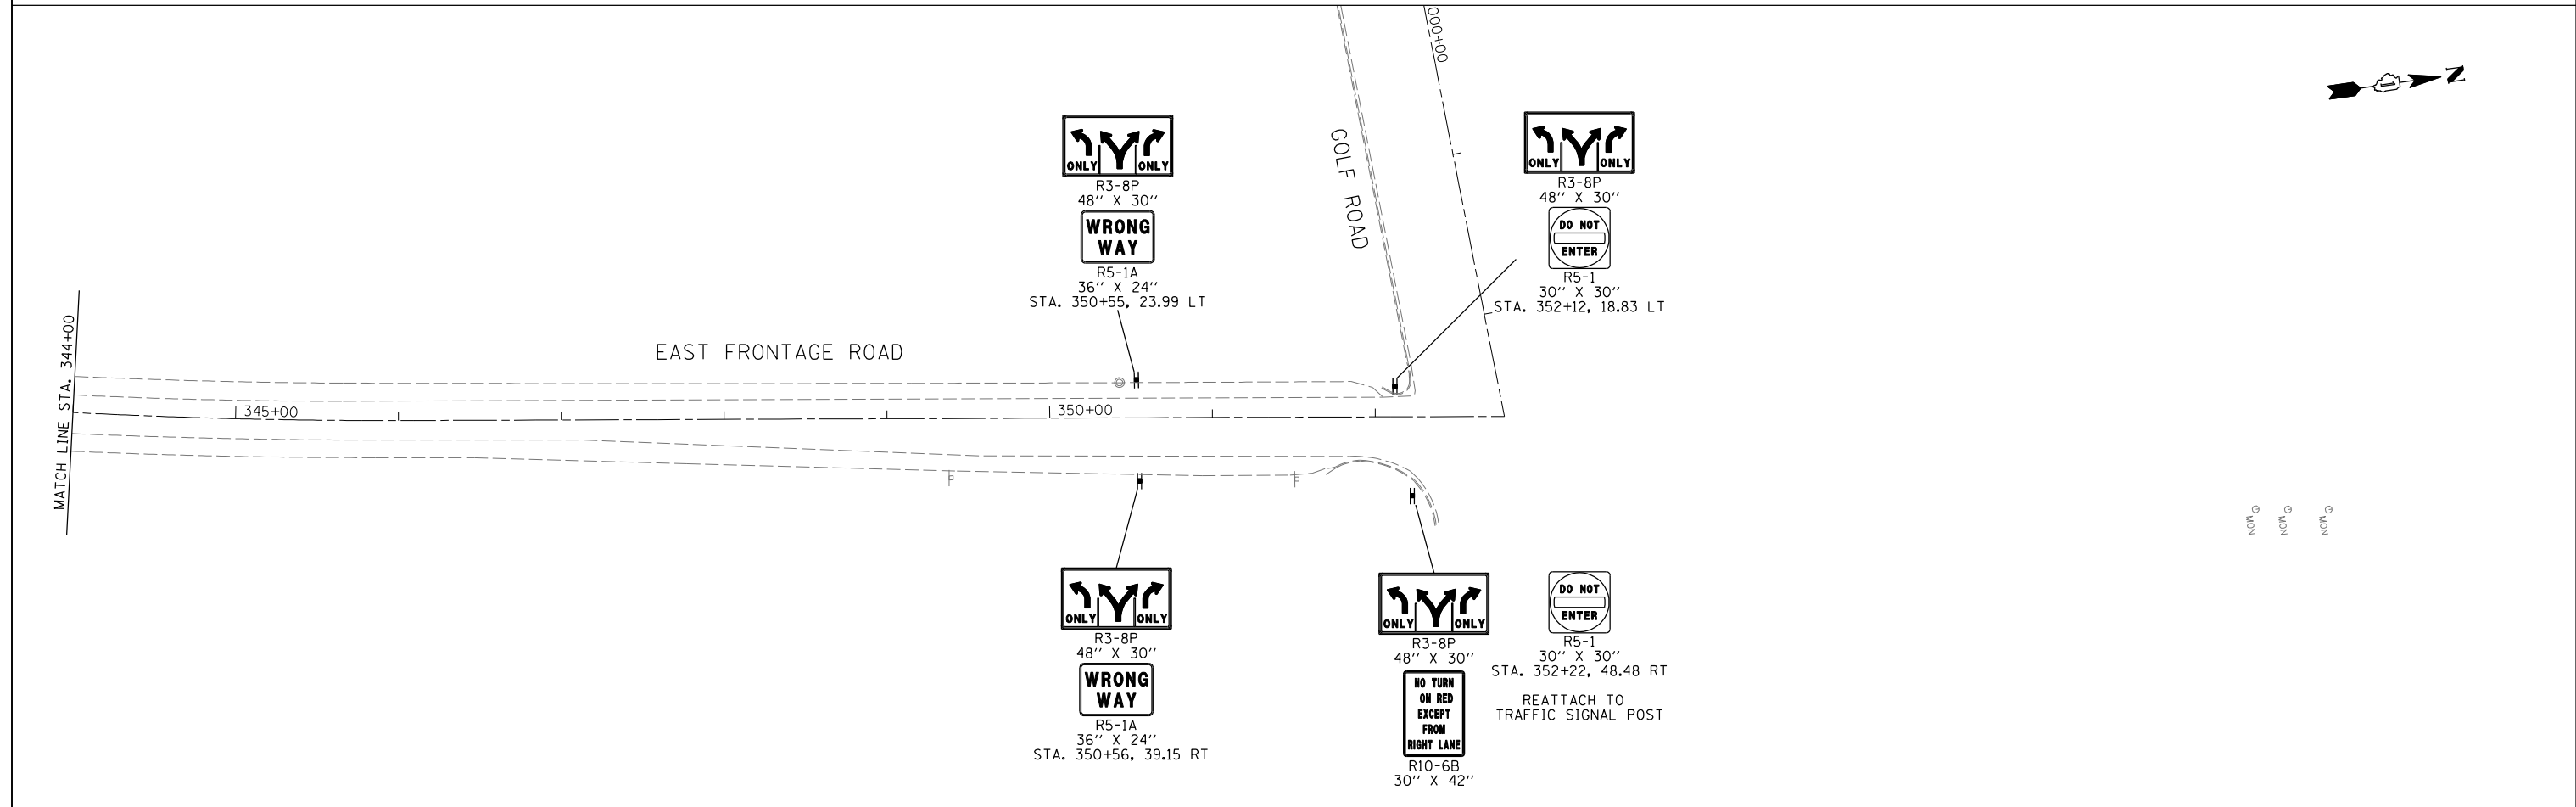 000+00
N
GOLF ROAD
ONLY ONLY
R3-8P
48'' X 30''
WRONG
WAY
R5-1A
36'' X 24''
STA. 350+55, 23.99 LT
ONLY ONLY
R3-8P
48'' X 30''
DO NOT
ENTER
R5-1
30'' X 30''
STA. 352+12, 18.83 LT
MATCH LINE STA. 344+00
EAST FRONTAGE ROAD
345+00
350+00
MON
MON
MON
ONLY ONLY
R3-8P
48'' X 30''
WRONG
WAY
R5-1A
36'' X 24''
STA. 350+56, 39.15 RT
ONLY ONLY
R3-8P
48'' X 30''
NO TURN
ON RED
EXCEPT
FROM
RIGHT LANE
R10-6B
30'' X 42''
DO NOT
ENTER
R5-1
30'' X 30''
STA. 352+22, 48.48 RT
REATTACH TO
TRAFFIC SIGNAL POST